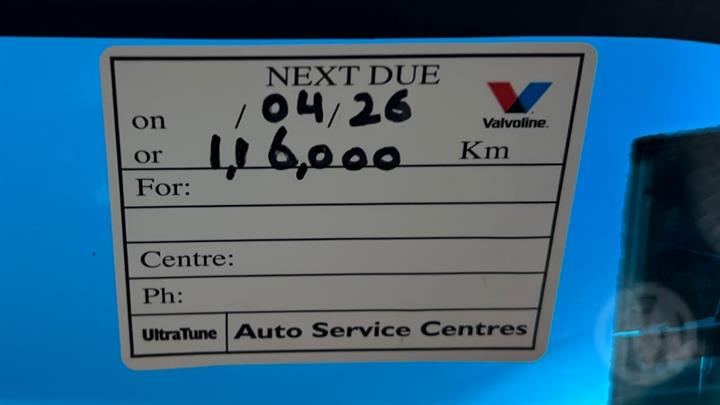 NEXT DUE
on / 04/26
Valvoline.
or 1,16,000 Km
For:
Centre:
Ph:
UltraTune Auto Service Centres